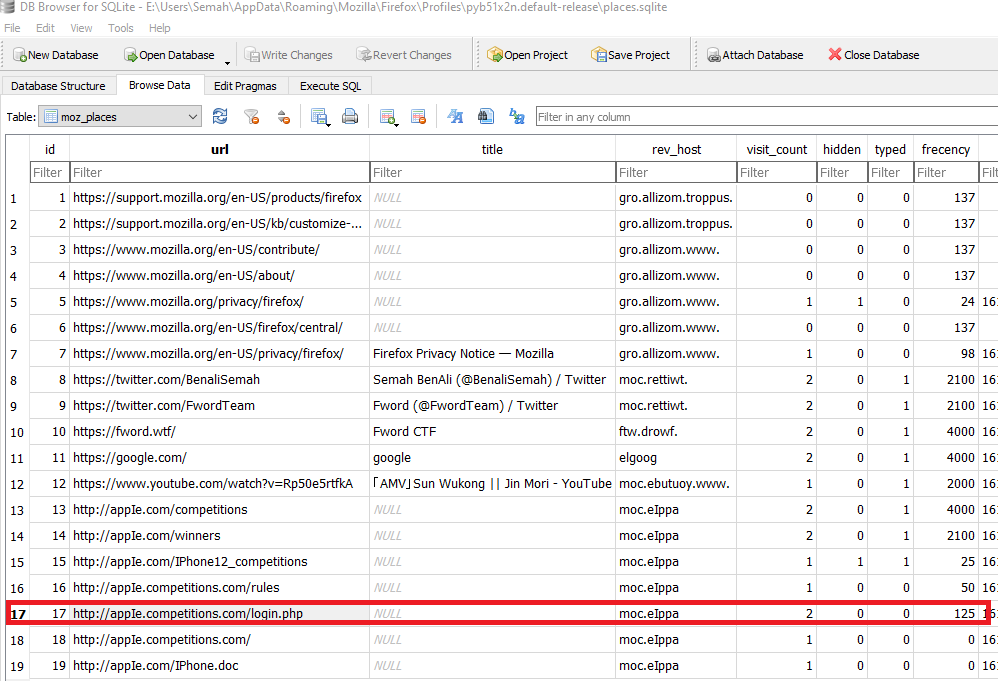 DB Browser for SQLite - E:\Users\Semah\AppData\Roaming\Mozilla\Firefox\Profiles\pyb51x2n.default-release\places.sqlite
File Edit View Tools Help
New Database Open Database Write Changes Revert Changes Open Project Save Project Attach Database Close Database
Database Structure Browse Data Edit Pragmas Execute SQL
Table: moz_places Filter in any column
id url title rev_host visit_count hidden typed frecency
Filter Filter Filter Filter Filter Filter Filter Filter Filt
1 1 https://support.mozilla.org/en-US/products/firefox NULL gro.allizom.troppus. 0 0 0 137
2 2 https://support.mozilla.org/en-US/kb/customize-... NULL gro.allizom.troppus. 0 0 0 137
3 3 https://www.mozilla.org/en-US/contribute/ NULL gro.allizom.www. 0 0 0 137
4 4 https://www.mozilla.org/en-US/about/ NULL gro.allizom.www. 0 0 0 137
5 5 https://www.mozilla.org/privacy/firefox/ NULL gro.allizom.www. 1 1 0 24 161
6 6 https://www.mozilla.org/en-US/firefox/central/ NULL gro.allizom.www. 0 0 0 137
7 7 https://www.mozilla.org/en-US/privacy/firefox/ Firefox Privacy Notice — Mozilla gro.allizom.www. 1 0 0 98 161
8 8 https://twitter.com/BenaliSemah Semah BenAli (@BenaliSemah) / Twitter moc.rettiwt. 2 0 1 2100 161
9 9 https://twitter.com/FwordTeam Fword (@FwordTeam) / Twitter moc.rettiwt. 2 0 1 2100 161
10 10 https://fword.wtf/ Fword CTF ftw.drowf. 2 0 1 4000 161
11 11 https://google.com/ google elgoog 2 0 1 4000 161
12 12 https://www.youtube.com/watch?v=Rp50e5rtfkA 「AMV」Sun Wukong || Jin Mori - YouTube moc.ebutuoy.www. 1 0 1 2000 161
13 13 http://appIe.com/competitions NULL moc.eIppa 2 0 1 4000 161
14 14 http://appIe.com/winners NULL moc.eIppa 2 0 1 2100 161
15 15 http://appIe.com/IPhone12_competitions NULL moc.eIppa 1 1 1 25 161
16 16 http://appIe.competitions.com/rules NULL moc.eIppa 1 0 0 50 161
17 17 http://appIe.competitions.com/login.php NULL moc.eIppa 2 0 0 125 161
18 18 http://appIe.competitions.com/ NULL moc.eIppa 1 0 0 0 161
19 19 http://appIe.com/IPhone.doc NULL moc.eIppa 1 0 0 0 161